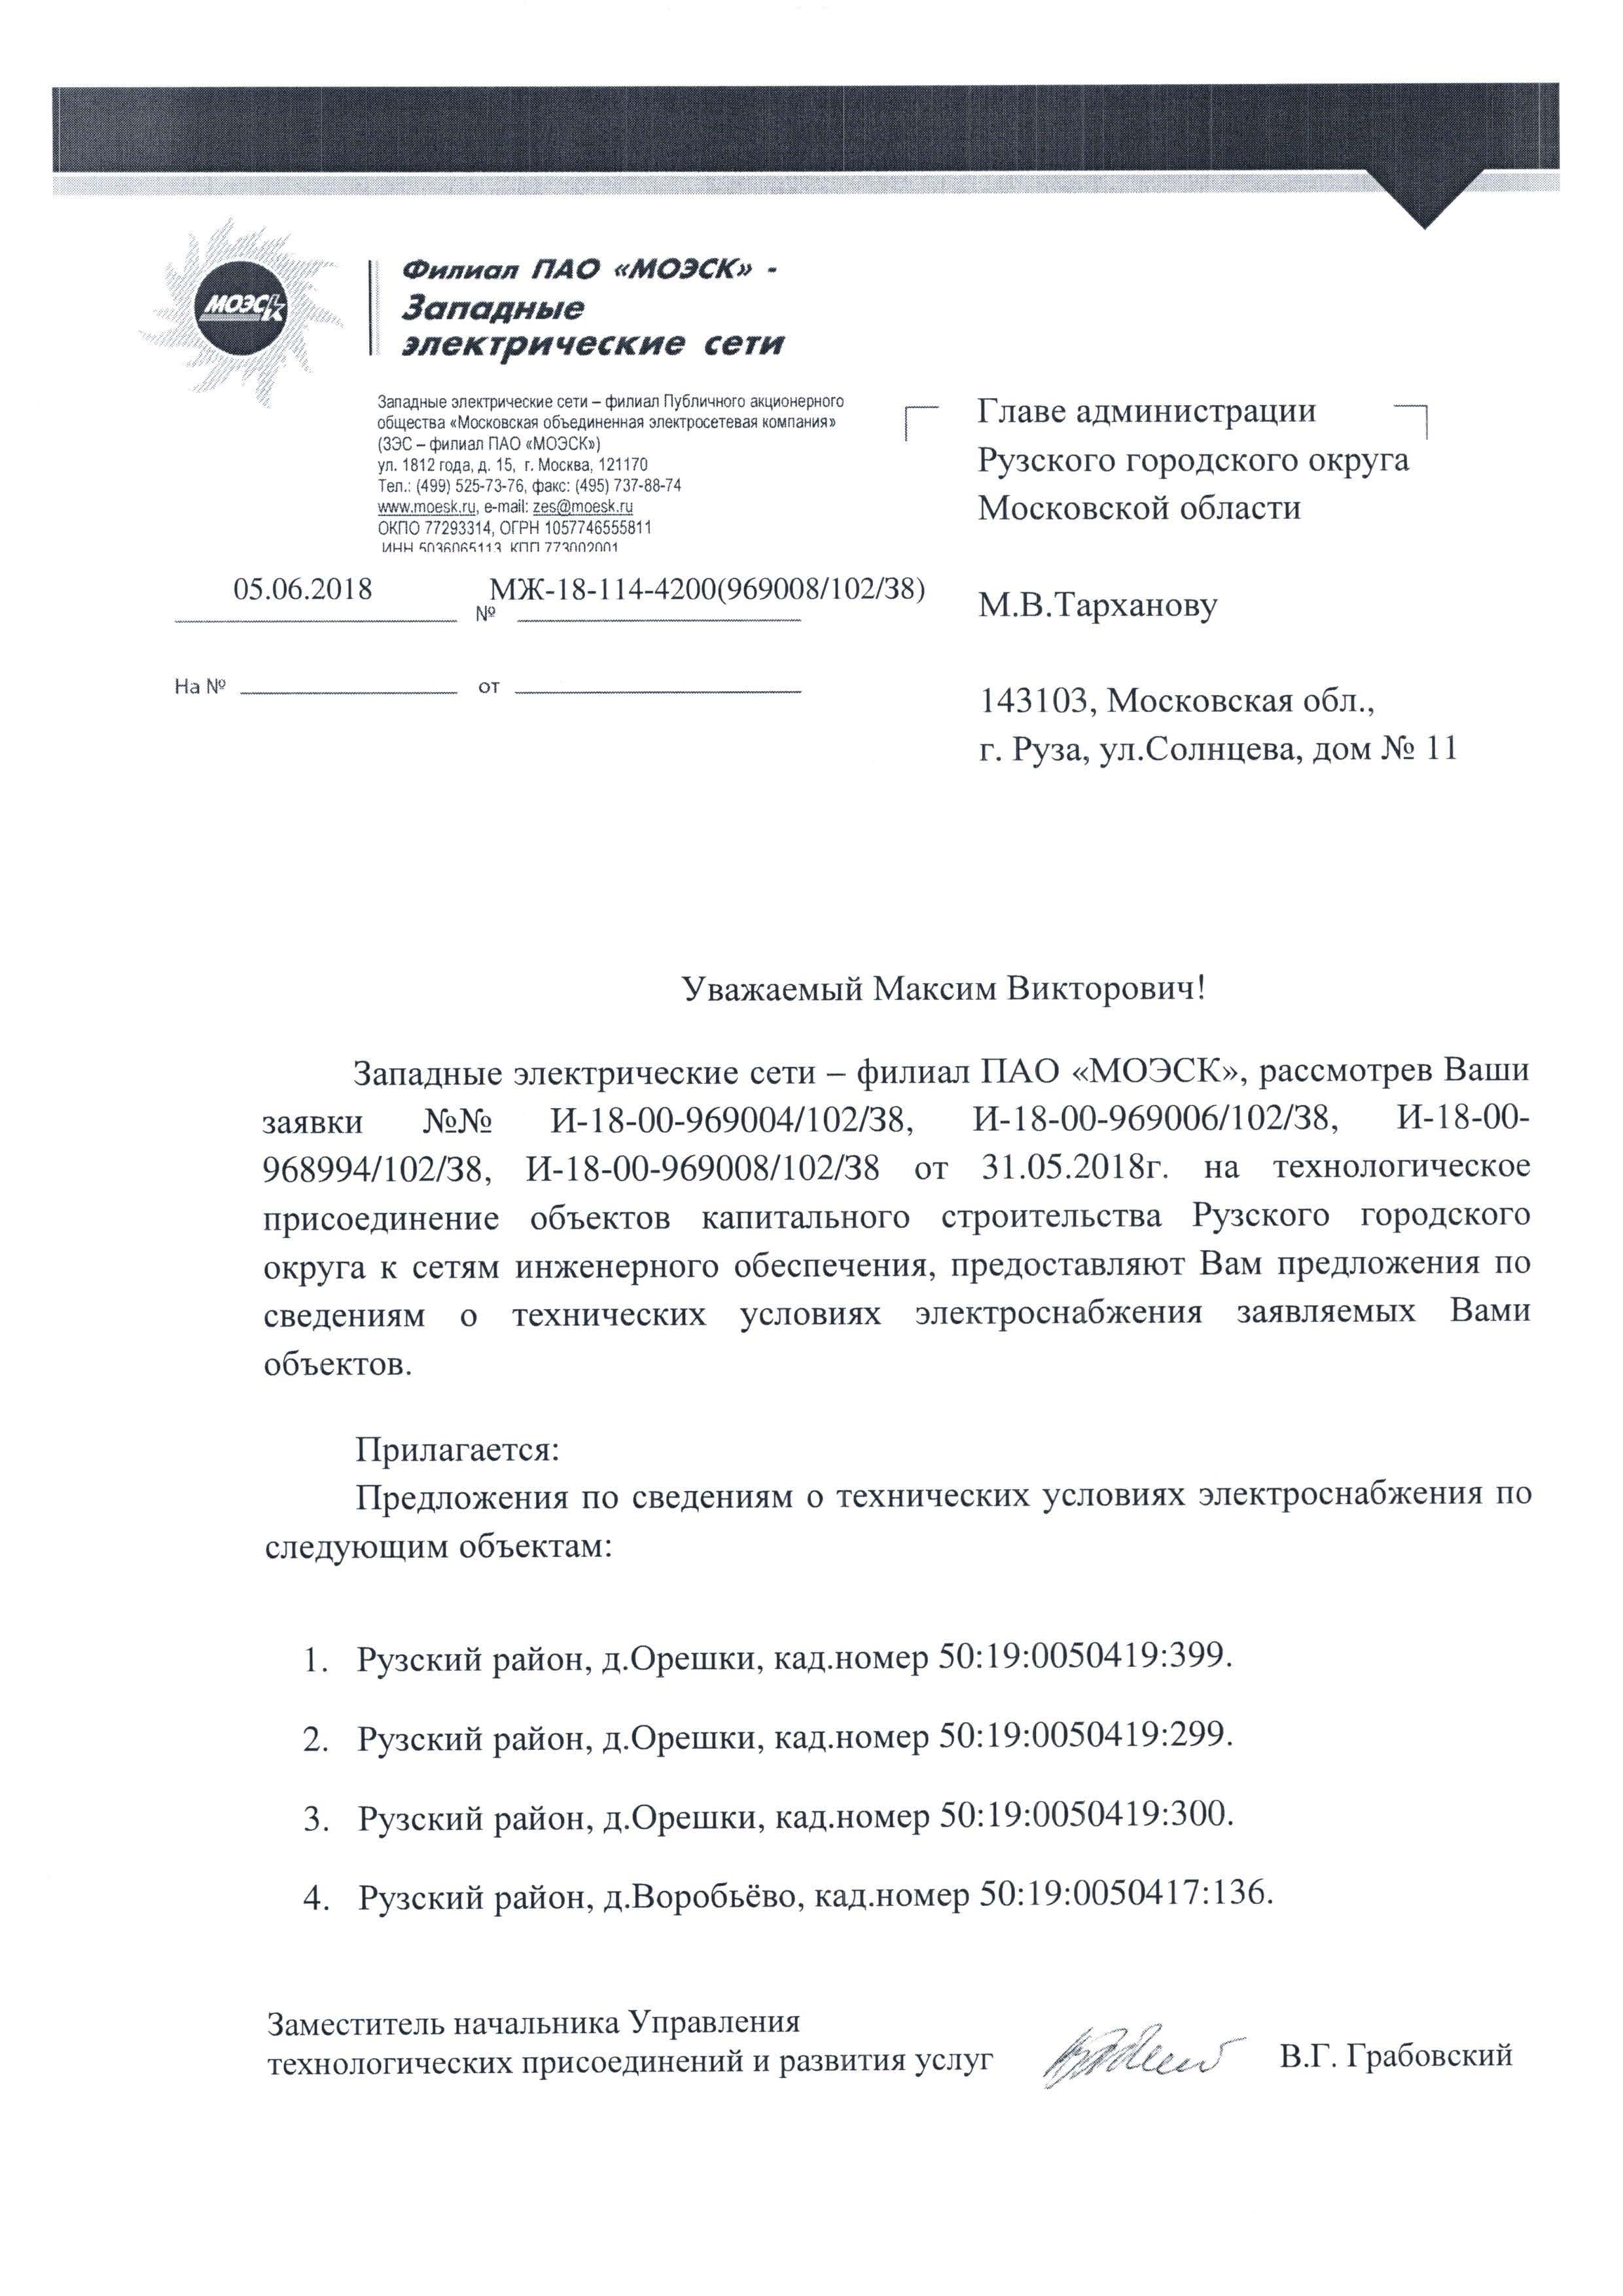 МОЭСК
Филиал ПАО «МОЭСК» -
Западные
электрические сети
Западные электрические сети – филиал Публичного акционерного
общества «Московская объединенная электросетевая компания»
(ЗЭС – филиал ПАО «МОЭСК»)
ул. 1812 года, д. 15, г. Москва, 121170
Тел.: (499) 525-73-76, факс: (495) 737-88-74
www.moesk.ru, e-mail: zes@moesk.ru
ОКПО 77293314, ОГРН 1057746555811
ИНН 5036065113, КПП 773002001
05.06.2018 № МЖ-18-114-4200(969008/102/З8)
На № от
Главе администрации
Рузского городского округа
Московской области
М.В.Тарханову
143103, Московская обл.,
г. Руза, ул.Солнцева, дом № 11
Уважаемый Максим Викторович!
Западные электрические сети – филиал ПАО «МОЭСК», рассмотрев Ваши
заявки №№ И-18-00-969004/102/З8, И-18-00-969006/102/З8, И-18-00-
968994/102/З8, И-18-00-969008/102/З8 от 31.05.2018г. на технологическое
присоединение объектов капитального строительства Рузского городского
округа к сетям инженерного обеспечения, предоставляют Вам предложения по
сведениям о технических условиях электроснабжения заявляемых Вами
объектов.
Прилагается:
Предложения по сведениям о технических условиях электроснабжения по
следующим объектам:
1. Рузский район, д.Орешки, кад.номер 50:19:0050419:399.
2. Рузский район, д.Орешки, кад.номер 50:19:0050419:299.
3. Рузский район, д.Орешки, кад.номер 50:19:0050419:300.
4. Рузский район, д.Воробьёво, кад.номер 50:19:0050417:136.
Заместитель начальника Управления
технологических присоединений и развития услуг В.Г. Грабовский